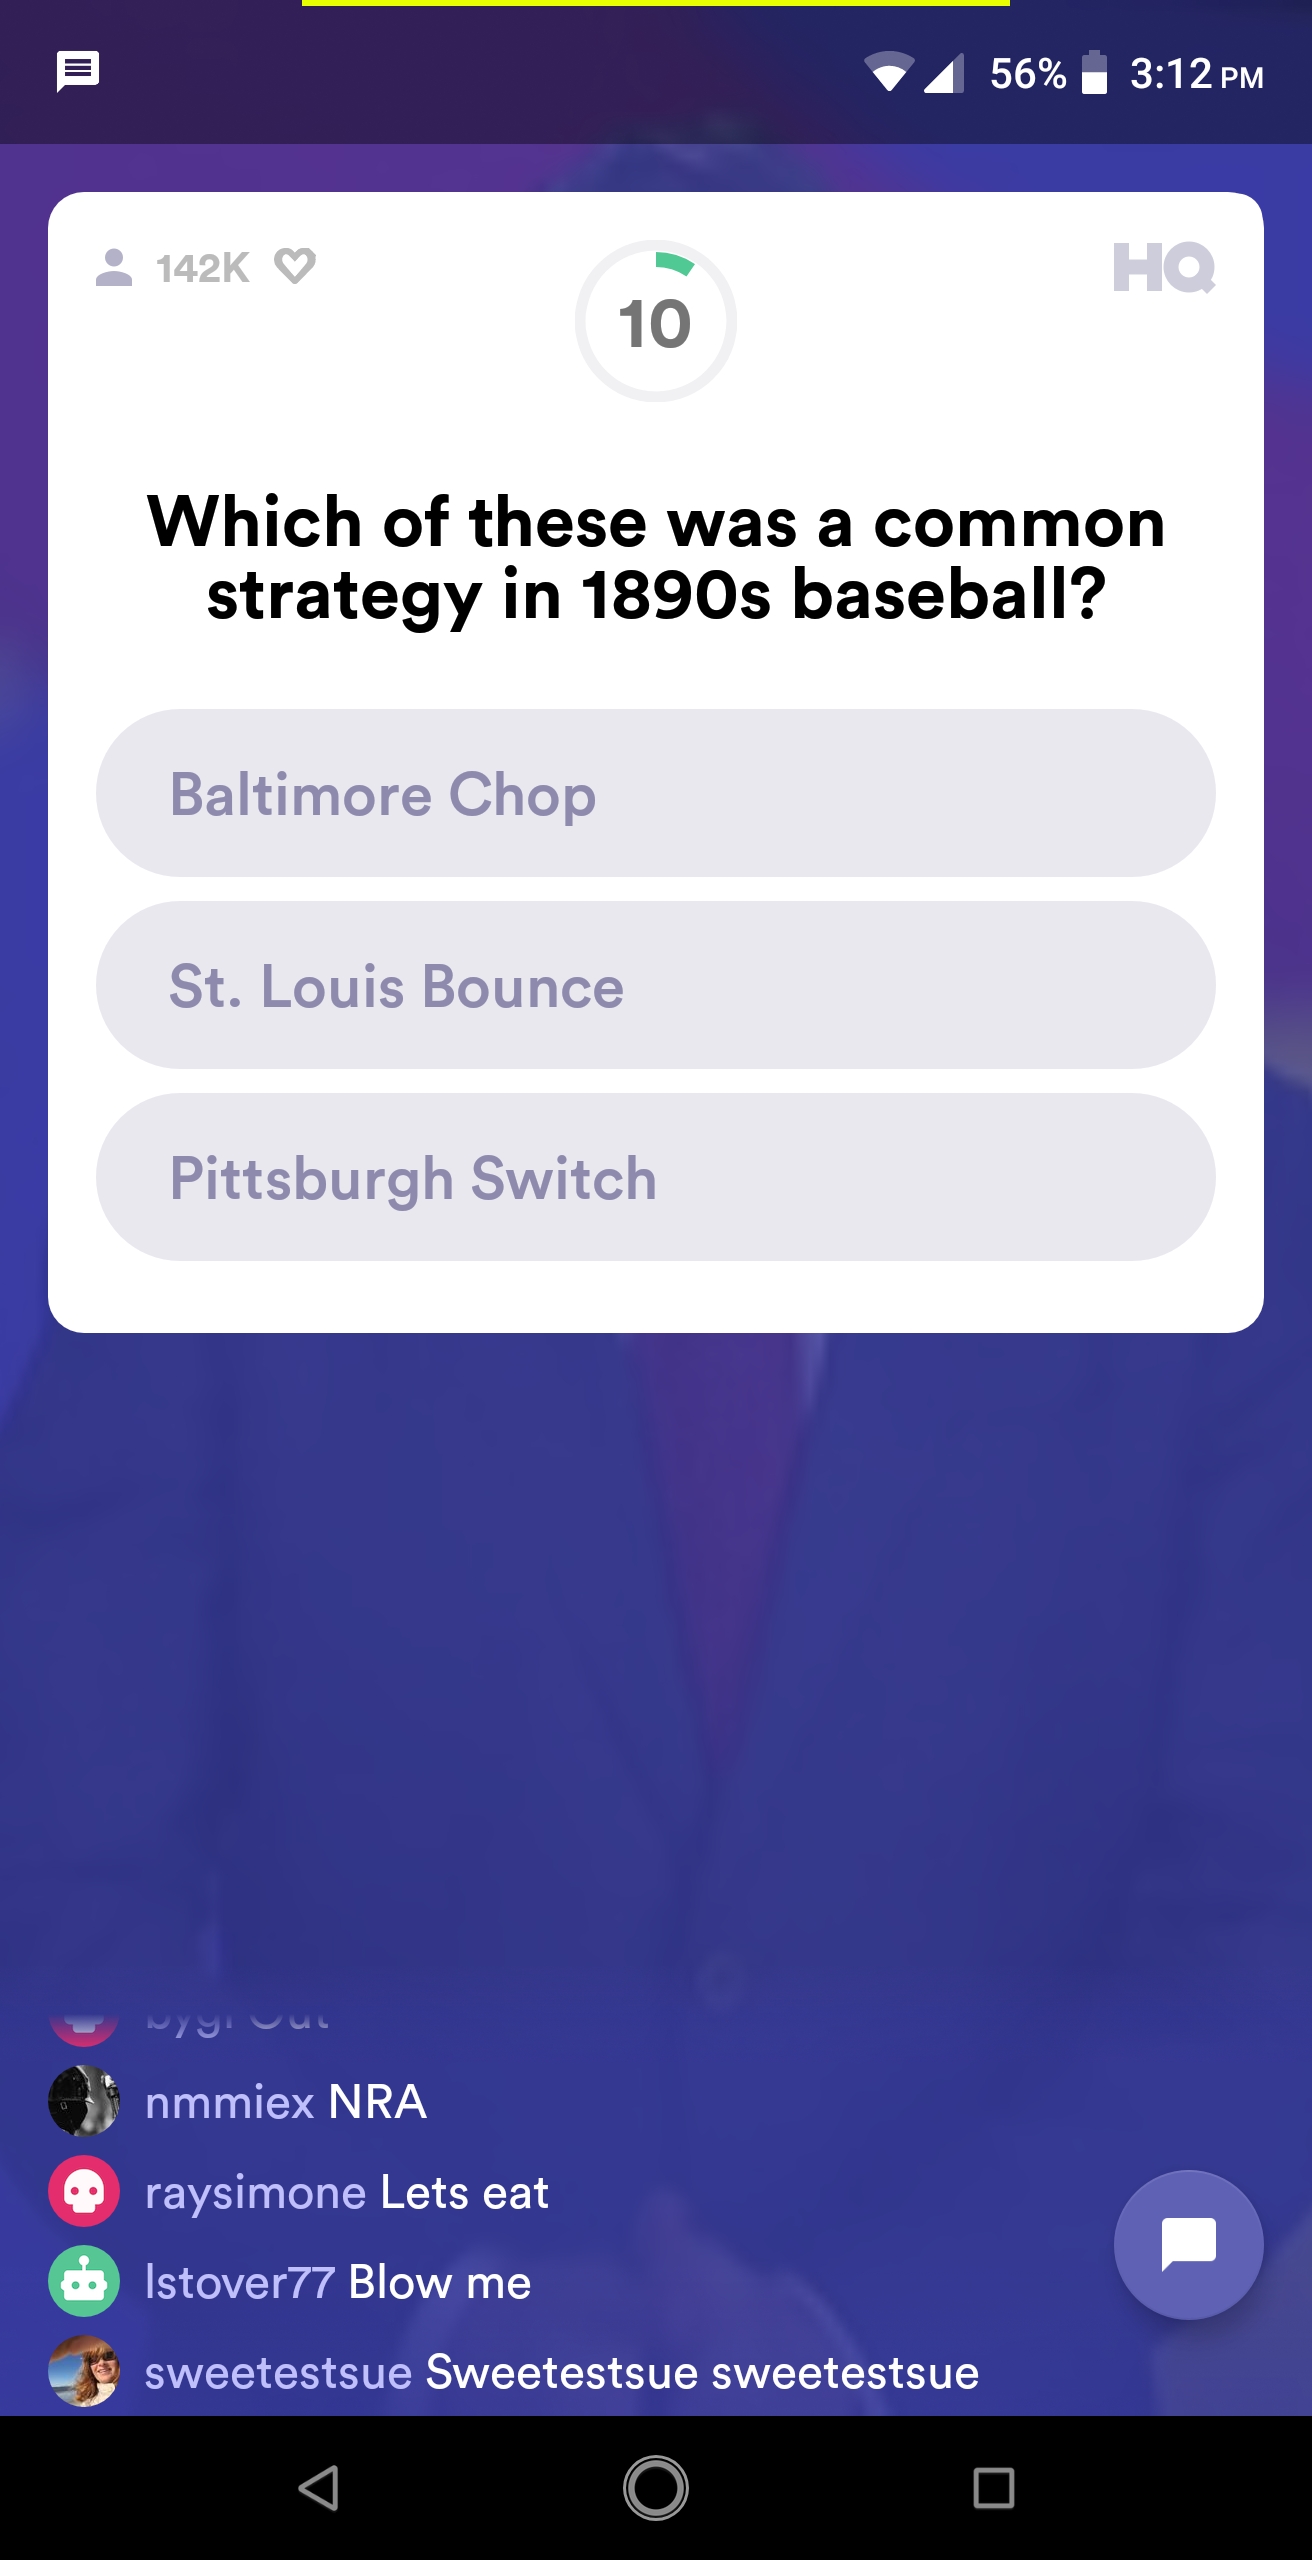 56% 3:12 PM
142K
10
HQ
Which of these was a common
strategy in 1890s baseball?
Baltimore Chop
St. Louis Bounce
Pittsburgh Switch
nmmiex NRA
raysimone Lets eat
lstover77 Blow me
sweetestsue Sweetestsue sweetestsue